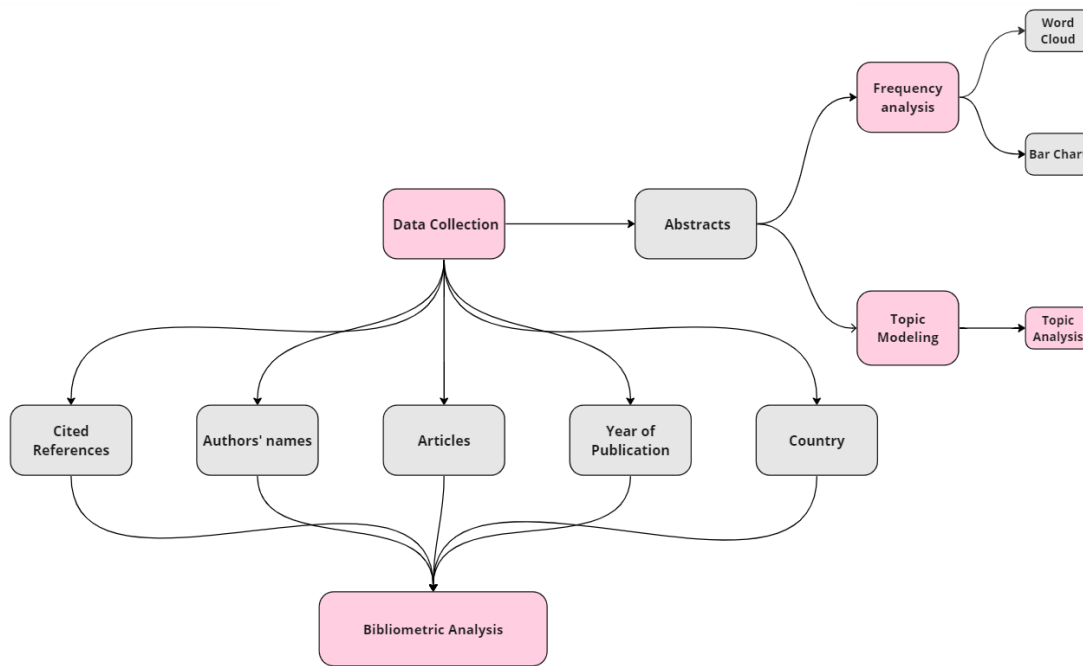 Word
Cloud
Frequency
analysis
Bar Chart
Data Collection
Abstracts
Topic
Modeling
Topic
Analysis
Cited
References
Authors' names
Articles
Year of
Publication
Country
Bibliometric Analysis